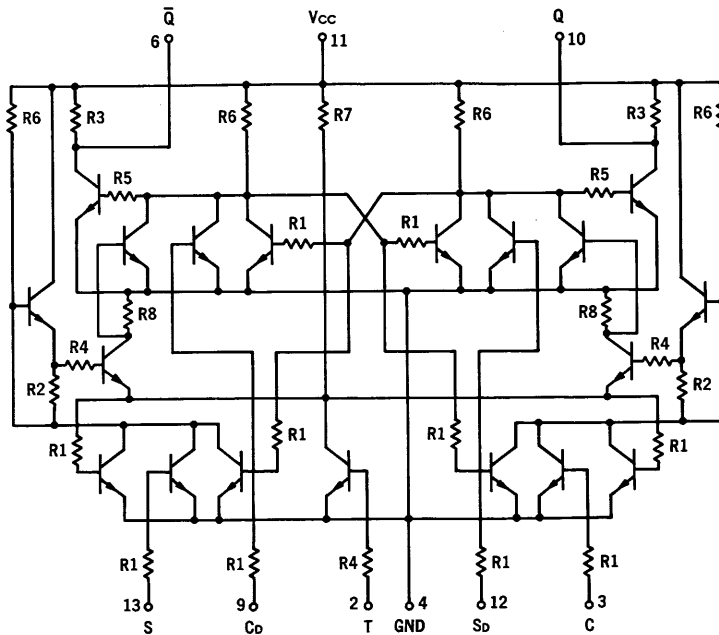 Q̅ VCC Q
6 11 10
R6 R3 R6 R7 R6 R3 R6
R5 R5
R1 R1
R8 R8
R4 R4
R2 R2
R1 R1 R1 R1
R1 R1 R4 R1 R1
13 9 2 4 12 3
S CD T GND SD C